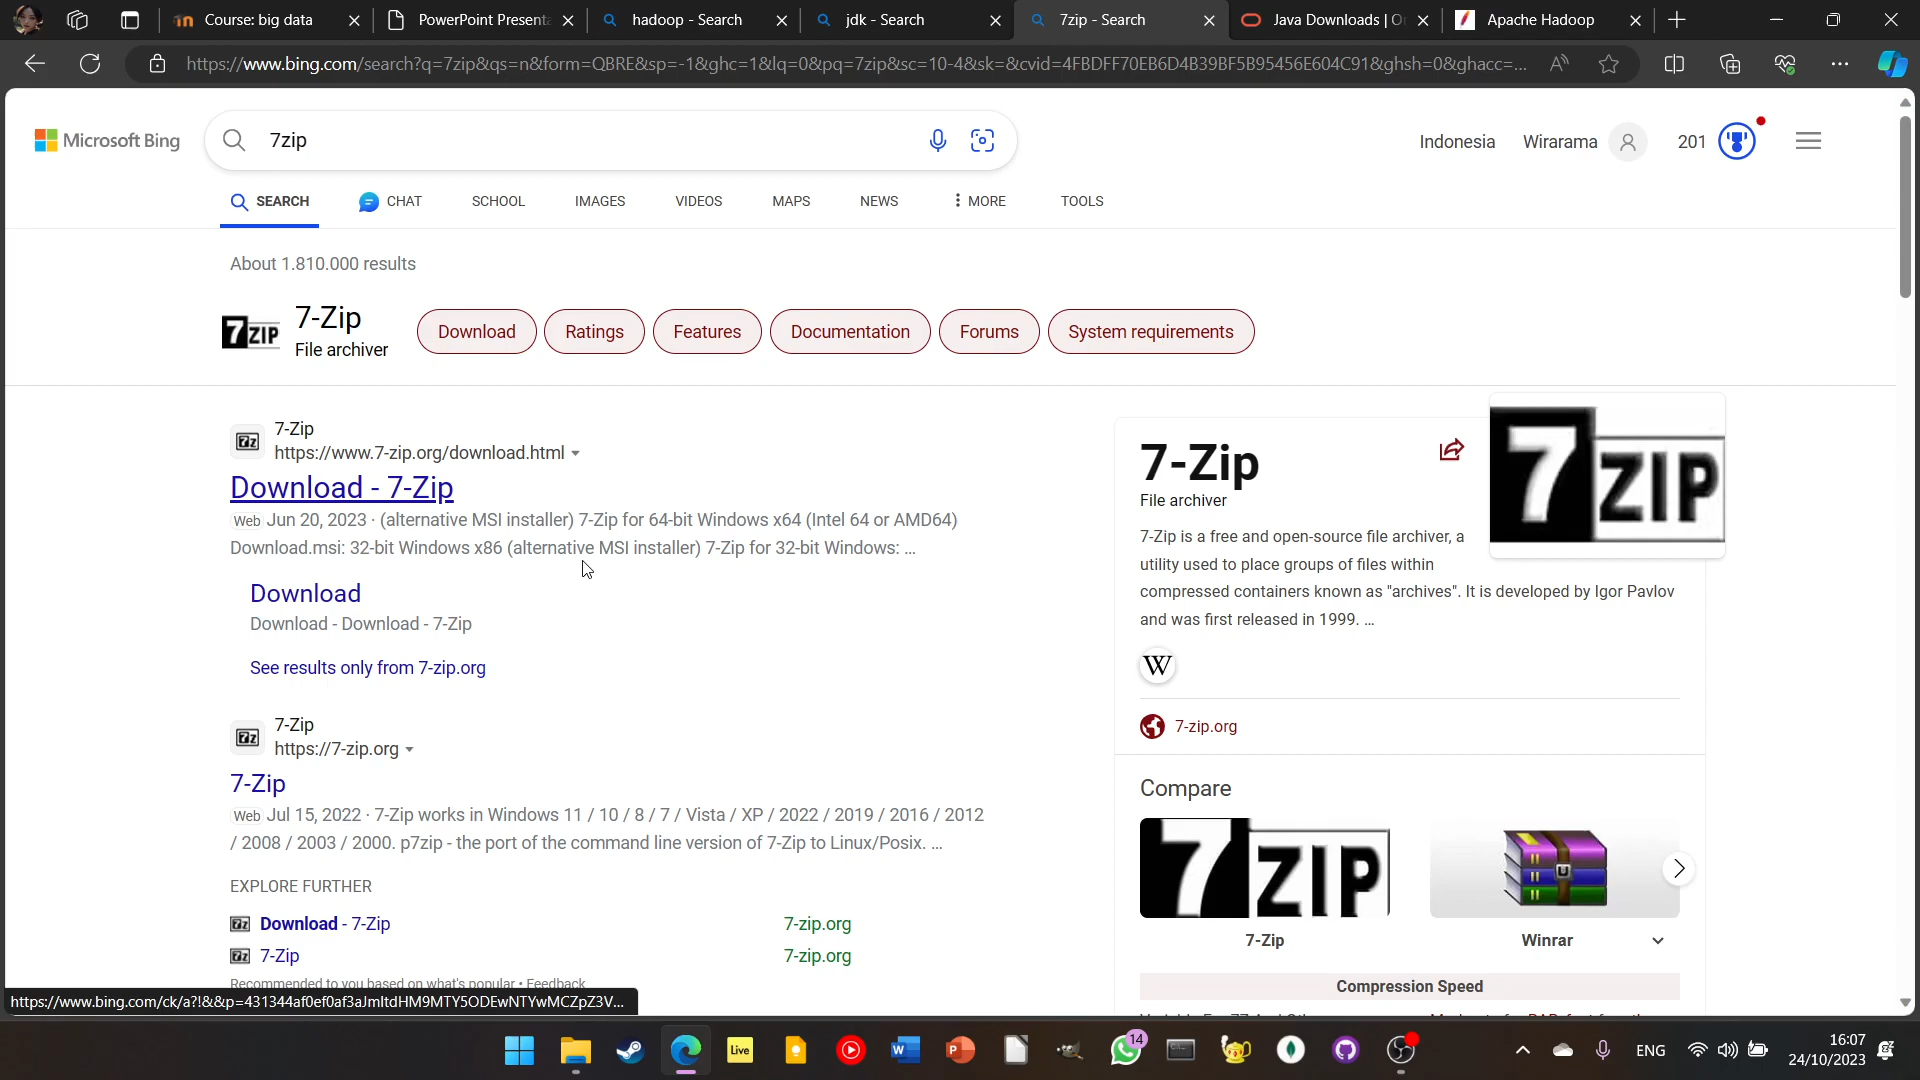 Course: big data
PowerPoint Presenta
hadoop - Search
jdk - Search
7zip - Search
Java Downloads | O
Apache Hadoop
https://www.bing.com/search?q=7zip&qs=n&form=QBRE&sp=-1&ghc=1&lq=0&pq=7zip&sc=10-4&sk=&cvid=4FBDFF70EB6D4B39BF5B95456E604C91&ghsh=0&ghacc=...
Microsoft Bing
7zip
Indonesia
Wirarama
201
SEARCH
CHAT
SCHOOL
IMAGES
VIDEOS
MAPS
NEWS
MORE
TOOLS
About 1.810.000 results
7ZIP
7-Zip
File archiver
Download
Ratings
Features
Documentation
Forums
System requirements
7-Zip
https://www.7-zip.org/download.html
Download - 7-Zip
Web Jun 20, 2023 · (alternative MSI installer) 7-Zip for 64-bit Windows x64 (Intel 64 or AMD64)
Download.msi: 32-bit Windows x86 (alternative MSI installer) 7-Zip for 32-bit Windows: ...
Download
Download - Download - 7-Zip
See results only from 7-zip.org
7-Zip
https://7-zip.org
7-Zip
Web Jul 15, 2022 · 7-Zip works in Windows 11 / 10 / 8 / 7 / Vista / XP / 2022 / 2019 / 2016 / 2012
/ 2008 / 2003 / 2000. p7zip - the port of the command line version of 7-Zip to Linux/Posix. ...
EXPLORE FURTHER
Download - 7-Zip 7-zip.org
7-Zip 7-zip.org
Recommended to you based on what's popular • Feedback
https://www.bing.com/ck/a?!&&p=431344af0ef0af3aJmltdHM9MTY5ODEwNTYwMCZpZ3V...
7-Zip
File archiver
7ZIP
7-Zip is a free and open-source file archiver, a
utility used to place groups of files within
compressed containers known as "archives". It is developed by Igor Pavlov
and was first released in 1999. ...
W
7-zip.org
Compare
7ZIP
7-Zip
Winrar
Compression Speed
Live
14
ENG
16:07
24/10/2023